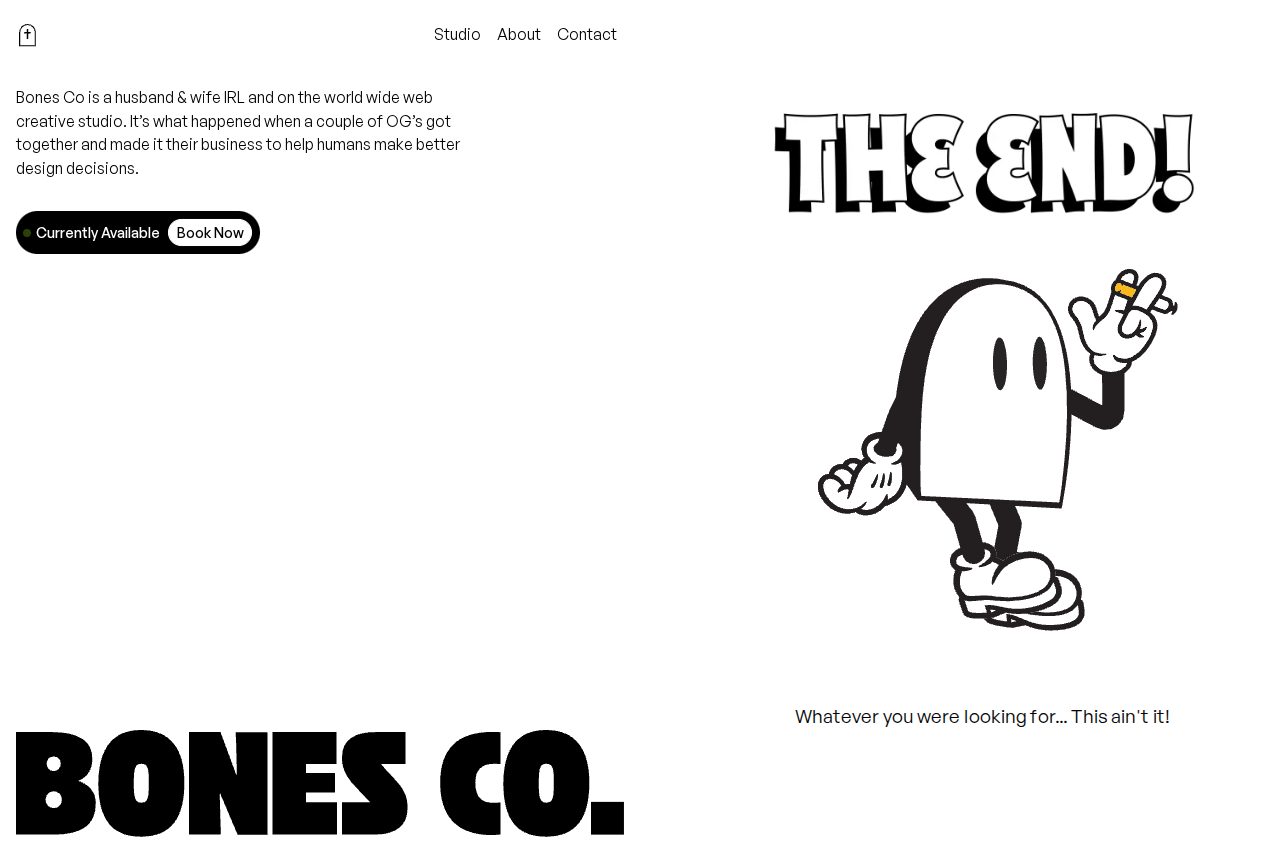 Studio About Contact
Bones Co is a husband & wife IRL and on the world wide web
creative studio. It’s what happened when a couple of OG’s got
together and made it their business to help humans make better
design decisions.
Currently Available Book Now
BONES CO.
THE END!
Whatever you were looking for... This ain't it!